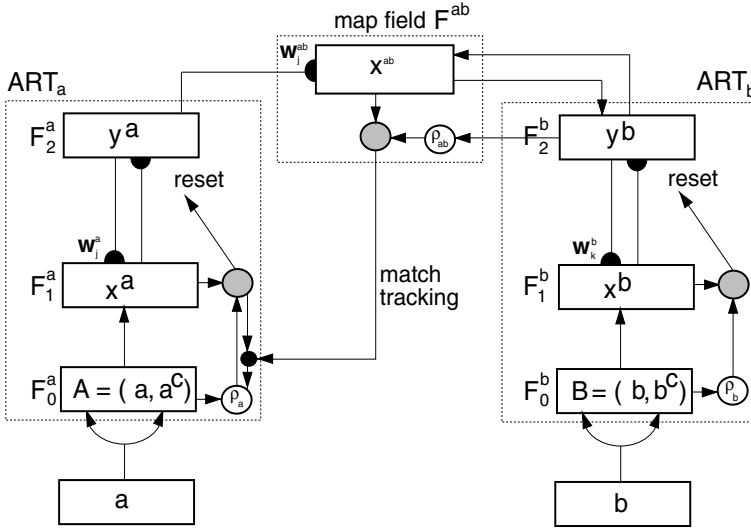 map field F^ab
w_j^ab
x^ab
ART_a
ART_b
F_2^a
y^a
ρ_ab
F_2^b
y^b
reset
reset
w_j^a
w_k^b
F_1^a
x^a
match
tracking
F_1^b
x^b
F_0^a
A = ( a, a^c)
ρ_a
F_0^b
B = ( b, b^c)
ρ_b
a
b